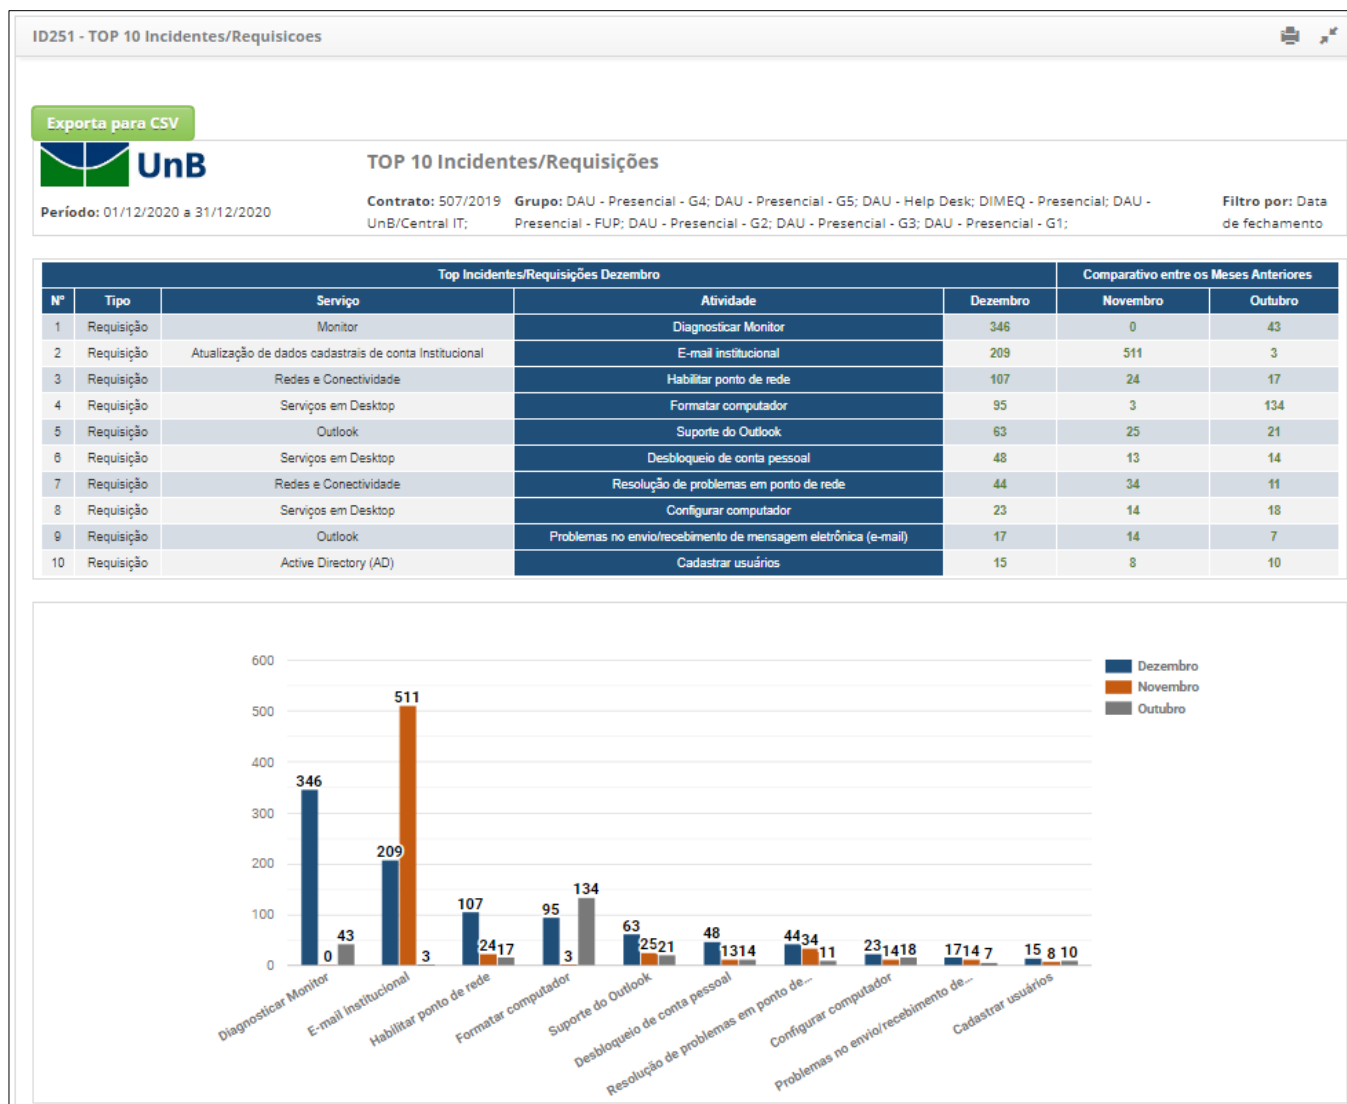 ID251 - TOP 10 Incidentes/Requisicoes
Exporta para CSV
UnB
TOP 10 Incidentes/Requisições
Período: 01/12/2020 a 31/12/2020
Contrato: 507/2019
UnB/Central IT;
Grupo: DAU - Presencial - G4; DAU - Presencial - G5; DAU - Help Desk; DIMEQ - Presencial; DAU -
Presencial - FUP; DAU - Presencial - G2; DAU - Presencial - G3; DAU - Presencial - G1;
Filtro por: Data
de fechamento
Top Incidentes/Requisições Dezembro Comparativo entre os Meses Anteriores
N° Tipo Serviço Atividade Dezembro Novembro Outubro
1 Requisição Monitor Diagnosticar Monitor 346 0 43
2 Requisição Atualização de dados cadastrais de conta Institucional E-mail institucional 209 511 3
3 Requisição Redes e Conectividade Habilitar ponto de rede 107 24 17
4 Requisição Serviços em Desktop Formatar computador 95 3 134
5 Requisição Outlook Suporte do Outlook 63 25 21
6 Requisição Serviços em Desktop Desbloqueio de conta pessoal 48 13 14
7 Requisição Redes e Conectividade Resolução de problemas em ponto de rede 44 34 11
8 Requisição Serviços em Desktop Configurar computador 23 14 18
9 Requisição Outlook Problemas no envio/recebimento de mensagem eletrônica (e-mail) 17 14 7
10 Requisição Active Directory (AD) Cadastrar usuários 15 8 10
600
500
400
300
200
100
0
346 0 43
209 511 3
107 24 17
95 3 134
63 25 21
48 13 14
44 34 11
23 14 18
17 14 7
15 8 10
Diagnosticar Monitor
E-mail institucional
Habilitar ponto de rede
Formatar computador
Suporte do Outlook
Desbloqueio de conta pessoal
Resolução de problemas em ponto de...
Configurar computador
Problemas no envio/recebimento de...
Cadastrar usuários
Dezembro
Novembro
Outubro